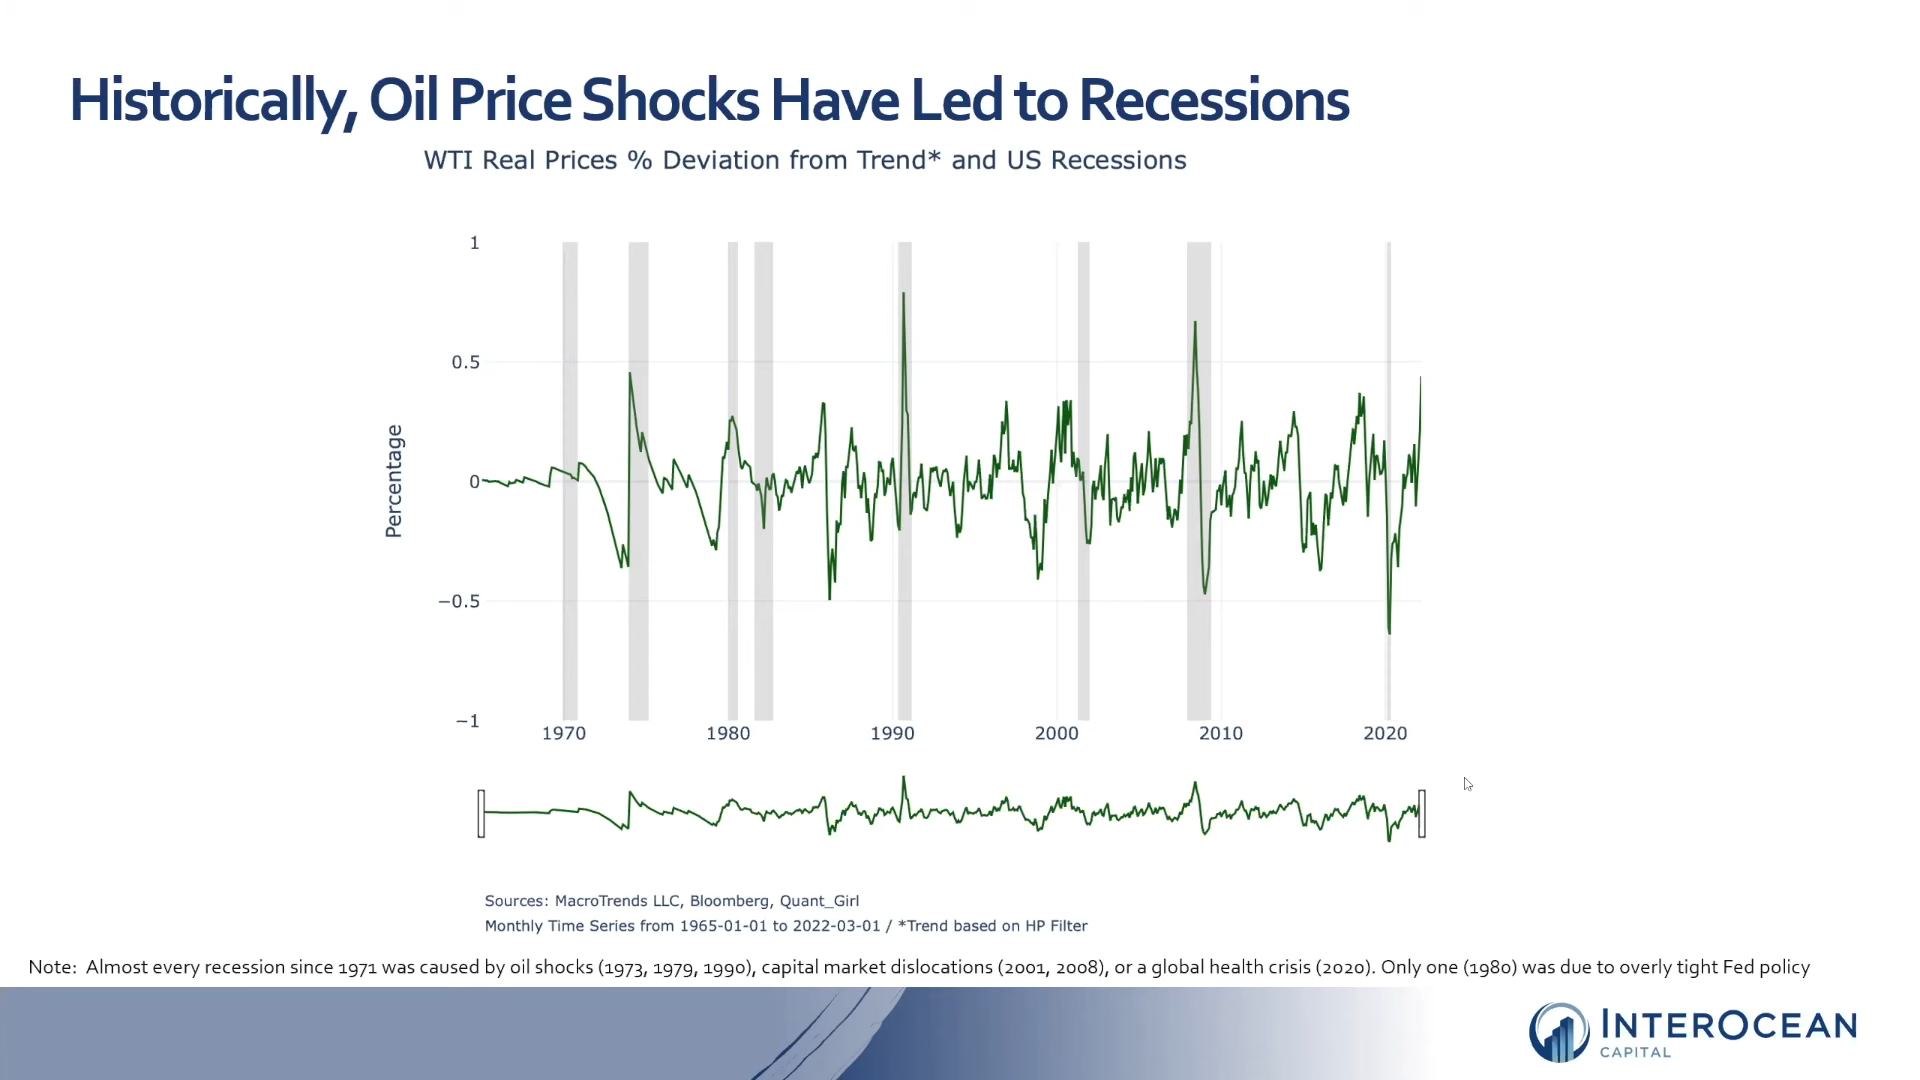 Historically, Oil Price Shocks Have Led to Recessions
WTI Real Prices % Deviation from Trend* and US Recessions
1
0.5
0
−0.5
−1
Percentage
1970 1980 1990 2000 2010 2020
Sources: MacroTrends LLC, Bloomberg, Quant_Girl
Monthly Time Series from 1965-01-01 to 2022-03-01 / *Trend based on HP Filter
Note: Almost every recession since 1971 was caused by oil shocks (1973, 1979, 1990), capital market dislocations (2001, 2008), or a global health crisis (2020). Only one (1980) was due to overly tight Fed policy
INTEROCEAN
CAPITAL